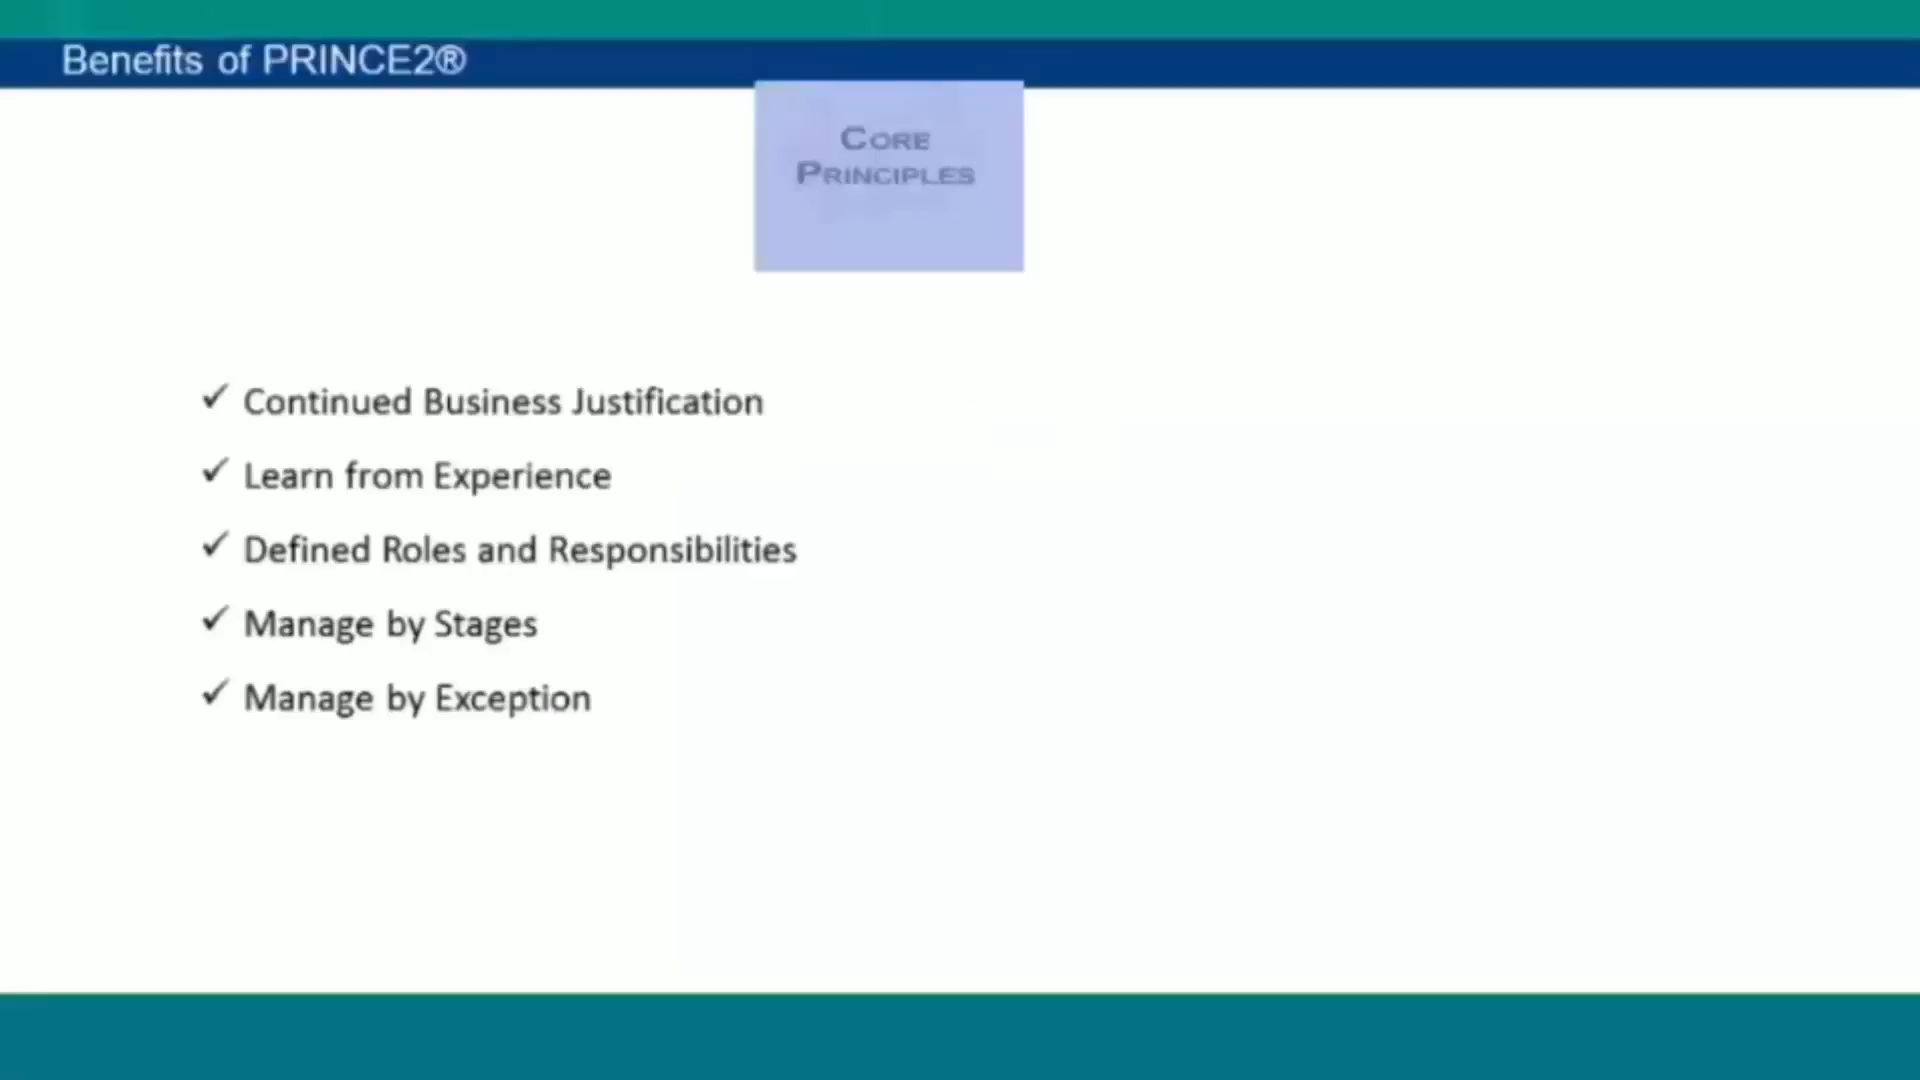 Benefits of PRINCE2®
CORE
PRINCIPLES
✓ Continued Business Justification
✓ Learn from Experience
✓ Defined Roles and Responsibilities
✓ Manage by Stages
✓ Manage by Exception